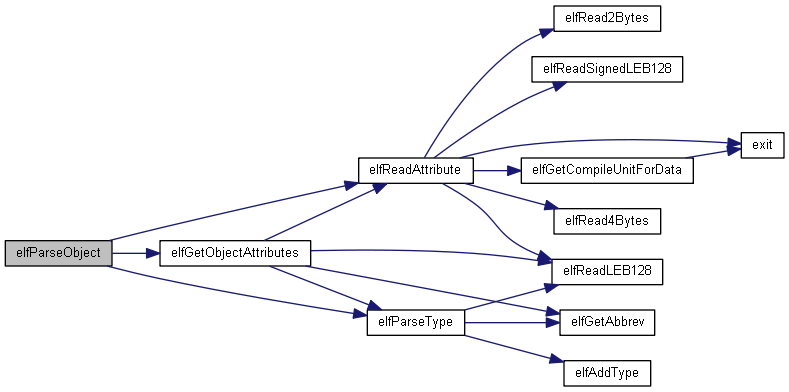 elfRead2Bytes
elfReadSignedLEB128
exit
elfReadAttribute
elfGetCompileUnitForData
elfRead4Bytes
elfParseObject
elfGetObjectAttributes
elfReadLEB128
elfParseType
elfGetAbbrev
elfAddType